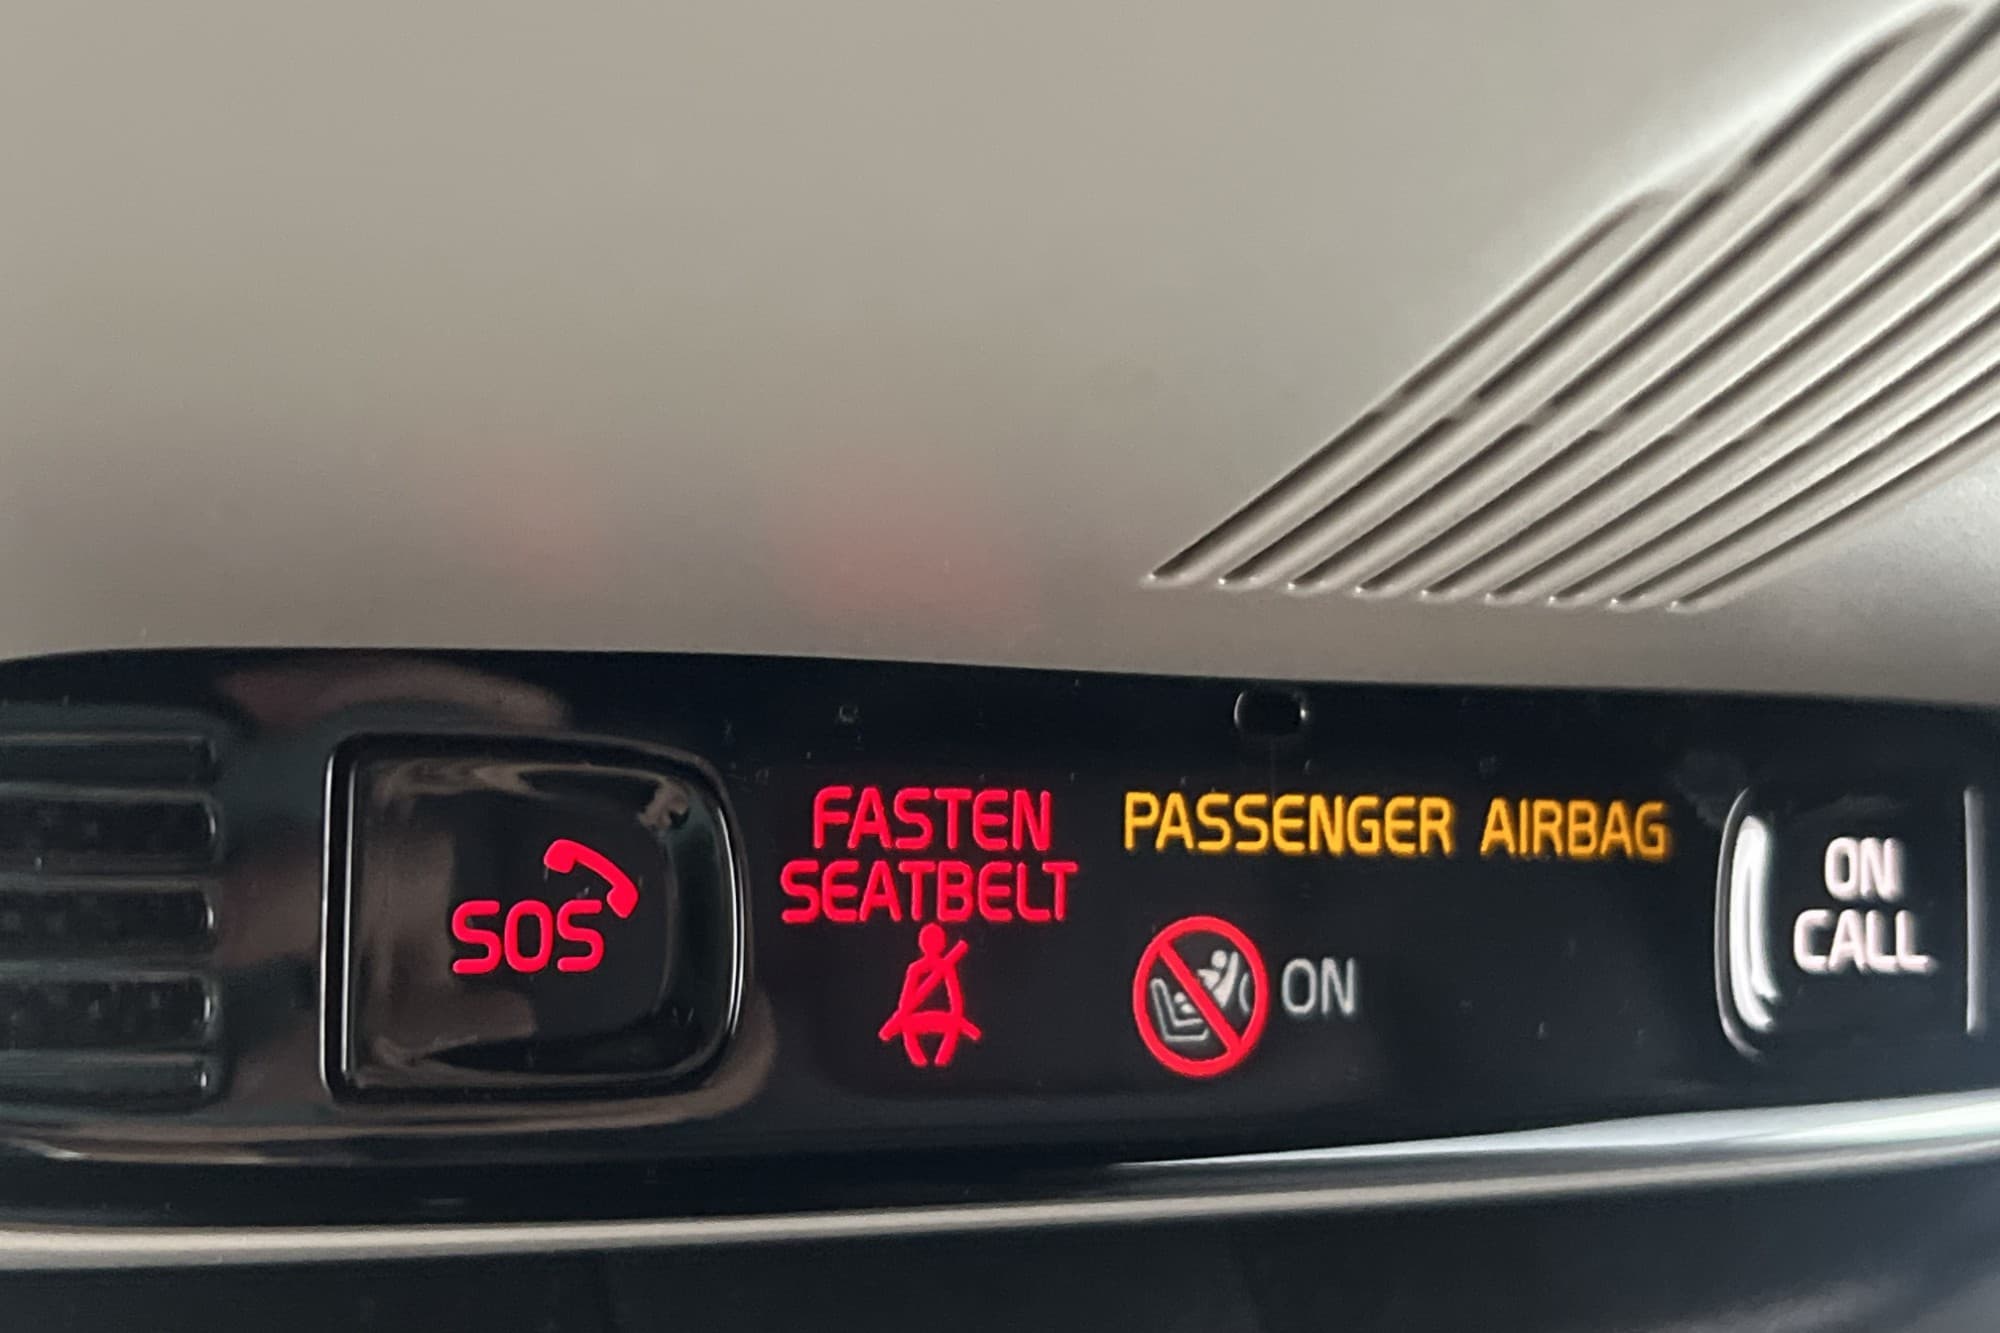 SOS
FASTEN
SEATBELT
PASSENGER AIRBAG
ON
ON
CALL